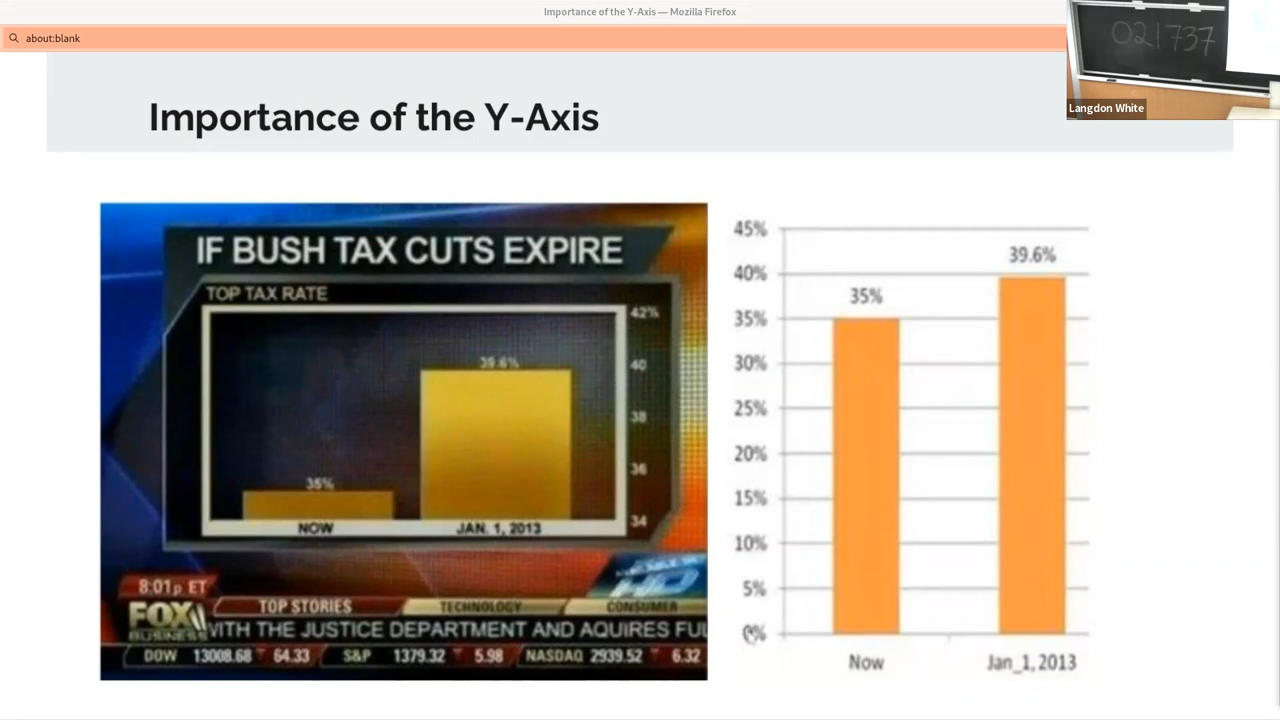 Importance of the Y-Axis — Mozilla Firefox
about:blank
021737
Langdon White
Importance of the Y-Axis
IF BUSH TAX CUTS EXPIRE
TOP TAX RATE
42%
40
38
36
34
39.6%
35%
NOW JAN. 1, 2013
8:01p ET
TOP STORIES TECHNOLOGY CONSUMER
FOX
BUSINESS
WITH THE JUSTICE DEPARTMENT AND AQUIRES FUL
DOW 13008.68 64.33 S&P 1379.32 5.98 NASDAQ 2939.52 6.32
45%
40%
35%
30%
25%
20%
15%
10%
5%
0%
39.6%
35%
Now Jan_1, 2013